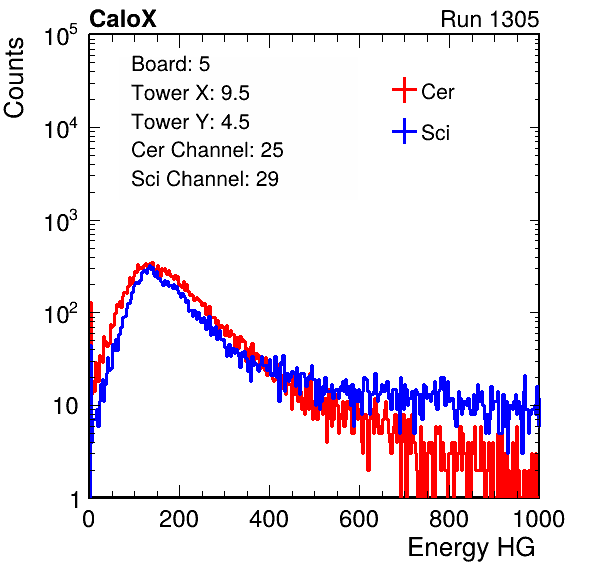 CaloX Run 1305
Counts
10^5
10^4
10^3
10^2
10
1
Board: 5
Tower X: 9.5
Tower Y: 4.5
Cer Channel: 25
Sci Channel: 29
Cer
Sci
0 200 400 600 800 1000
Energy HG